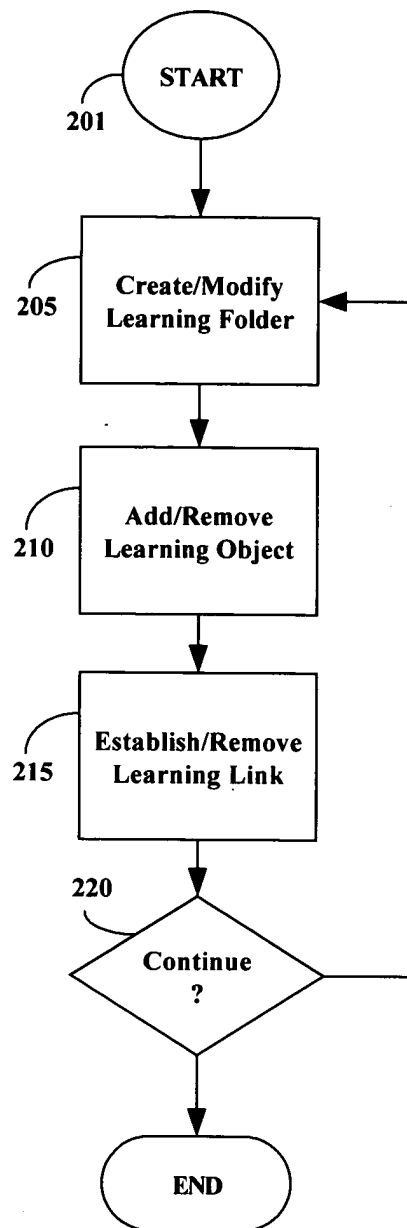 START
201
Create/Modify
Learning Folder
205
Add/Remove
Learning Object
210
Establish/Remove
Learning Link
215
220
Continue
?
END